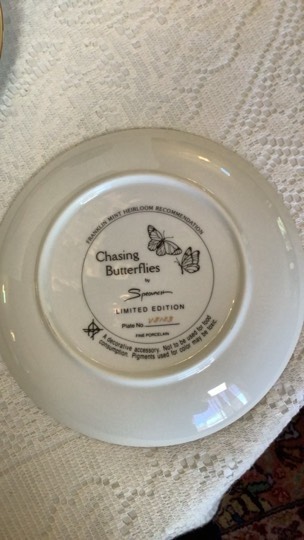 FRANKLIN MINT HEIRLOOM RECOMMENDATION
Chasing
Butterflies
by
LIMITED EDITION
Plate No.
FINE PORCELAIN
a decorative accessory. Not to be used for food
consumption. Pigments used for color may be toxic.